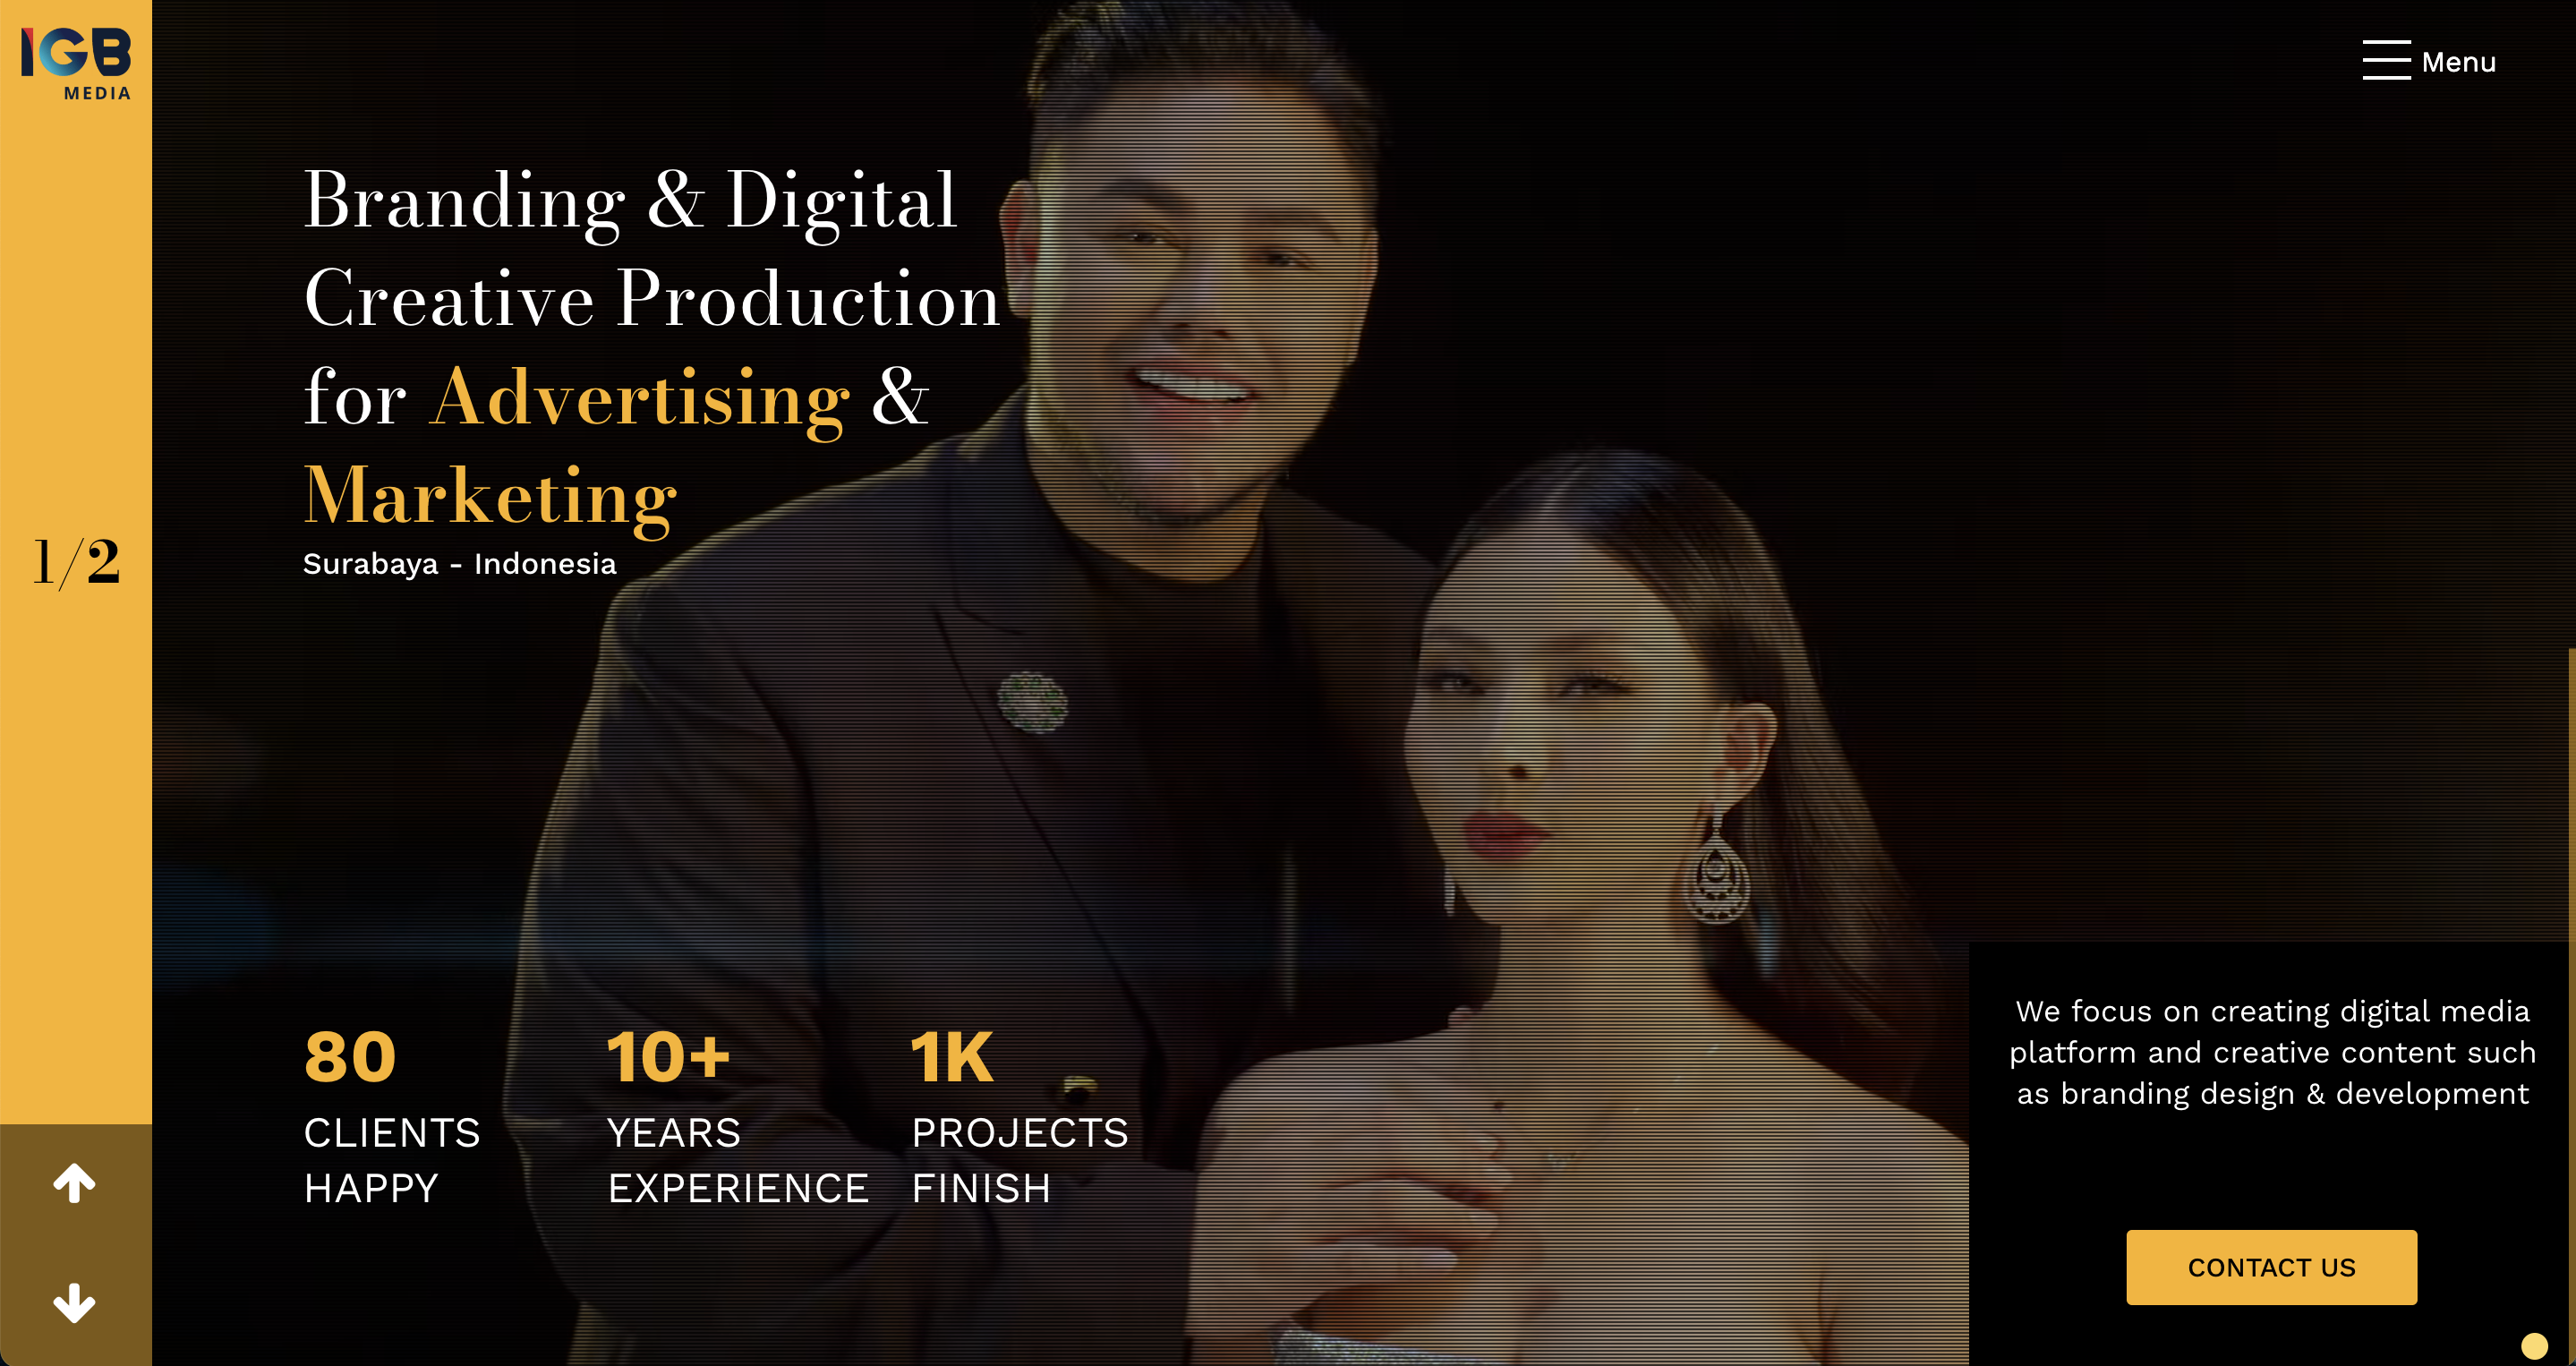 IGB
MEDIA
Menu
Branding & Digital
Creative Production
for Advertising &
Marketing
Surabaya - Indonesia
1/2
80
CLIENTS
HAPPY
10+
YEARS
EXPERIENCE
1K
PROJECTS
FINISH
We focus on creating digital media
platform and creative content such
as branding design & development
CONTACT US